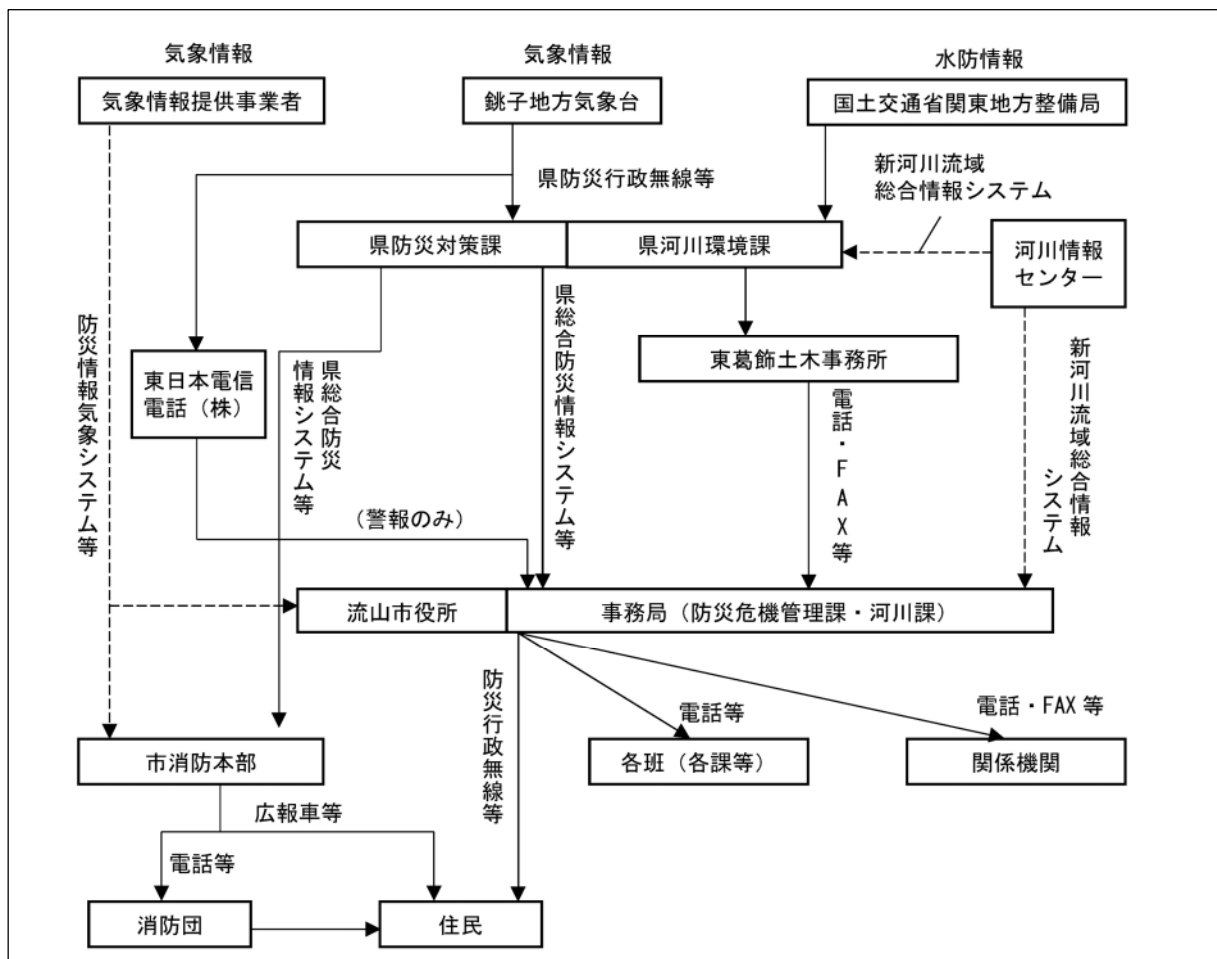 気象情報
気象情報
水防情報
気象情報提供事業者
銚子地方気象台
国土交通省関東地方整備局
新河川流域
総合情報システム
県防災行政無線等
県防災対策課
県河川環境課
河川情報
センター
防災情報気象システム等
東日本電信
電話（株）
県総合防災
情報システム等
県総合防災情報システム等
東葛飾土木事務所
電話・FAX等
新河川流域総合情報
システム
（警報のみ）
流山市役所
事務局（防災危機管理課・河川課）
防災行政無線等
電話等
電話・FAX 等
市消防本部
各班（各課等）
関係機関
広報車等
電話等
消防団
住民